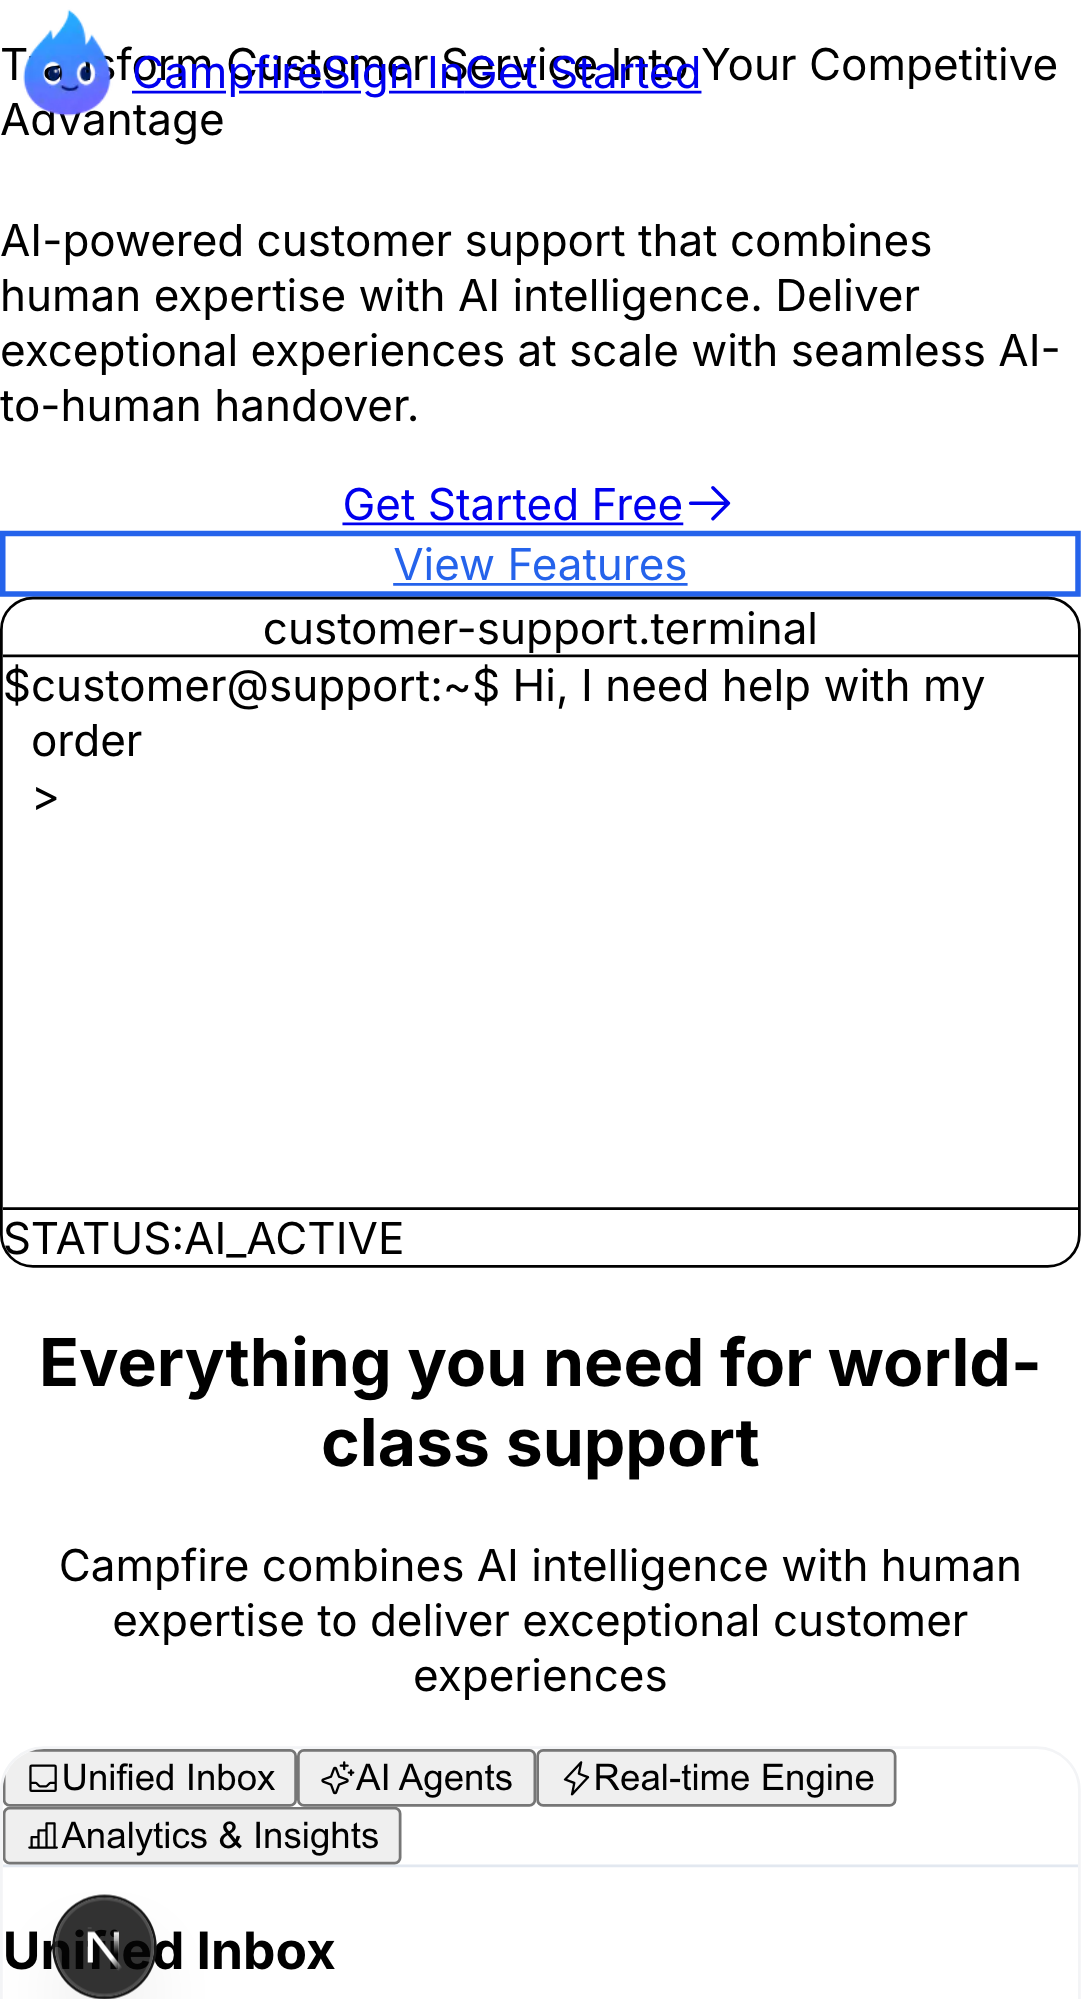 CampfireSign InGet Started
Transform Customer Service Into Your Competitive
Advantage
AI-powered customer support that combines
human expertise with AI intelligence. Deliver
exceptional experiences at scale with seamless AI-
to-human handover.
Get Started Free
View Features
customer-support.terminal
$customer@support:~$ Hi, I need help with my
order
>
STATUS:AI_ACTIVE
Everything you need for world-
class support
Campfire combines AI intelligence with human
expertise to deliver exceptional customer
experiences
Unified Inbox AI Agents Real-time Engine
Analytics & Insights
Unified Inbox
N